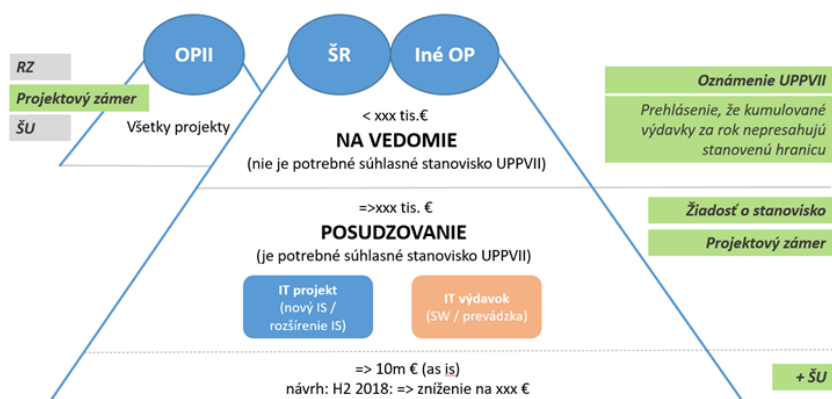 OPII
ŠR
Iné OP
RZ
Projektový zámer
ŠU
Všetky projekty
< xxx tis.€
NA VEDOMIE
(nie je potrebné súhlasné stanovisko UPPVII)
Oznámenie UPPVII
Prehlásenie, že kumulované
výdavky za rok nepresahujú
stanovenú hranicu
=>xxx tis. €
POSUDZOVANIE
(je potrebné súhlasné stanovisko UPPVII)
Žiadosť o stanovisko
Projektový zámer
IT projekt
(nový IS /
rozšírenie IS)
IT výdavok
(SW / prevádzka)
=> 10m € (as is)
návrh: H2 2018: => zníženie na xxx €
+ ŠU